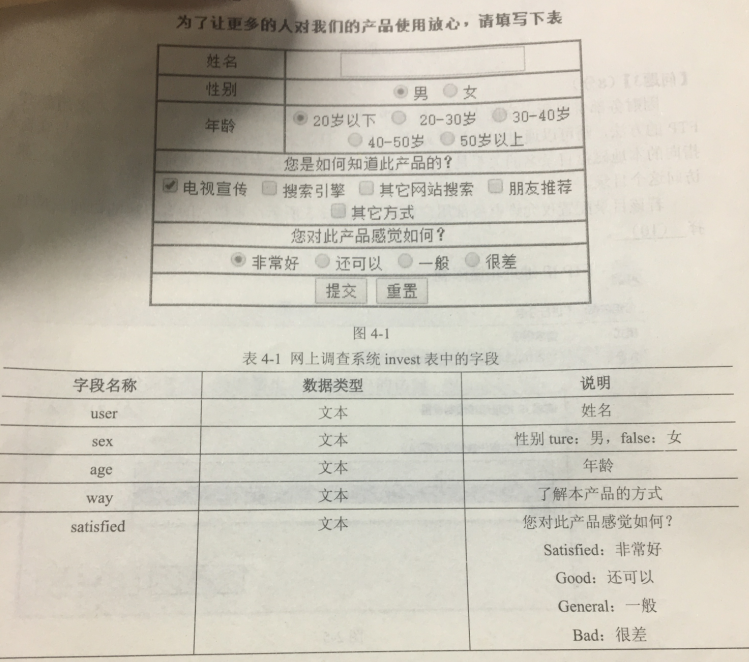 为了让更多的人对我们的产品使用放心，请填写下表
姓名
性别 男 女
年龄 20岁以下 20-30岁 30-40岁
40-50岁 50岁以上
您是如何知道此产品的？
电视宣传 搜索引擎 其它网站搜索 朋友推荐
其它方式
您对此产品感觉如何？
非常好 还可以 一般 很差
提交 重置
图 4-1
表 4-1 网上调查系统 invest 表中的字段
字段名称 数据类型 说明
user 文本 姓名
sex 文本 性别 ture：男，false：女
age 文本 年龄
way 文本 了解本产品的方式
satisfied 文本 您对此产品感觉如何？
Satisfied：非常好
Good：还可以
General：一般
Bad：很差